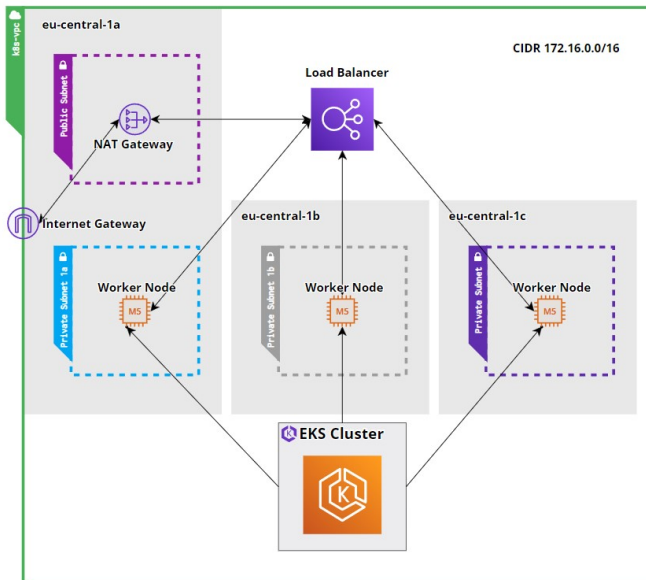 k8s-vpc
eu-central-1a
CIDR 172.16.0.0/16
Public Subnet
NAT Gateway
Load Balancer
Internet Gateway
eu-central-1b
eu-central-1c
Private Subnet 1a
Worker Node
M5
Private Subnet 1b
Worker Node
M5
Private Subnet 1c
Worker Node
M5
EKS Cluster
K
K